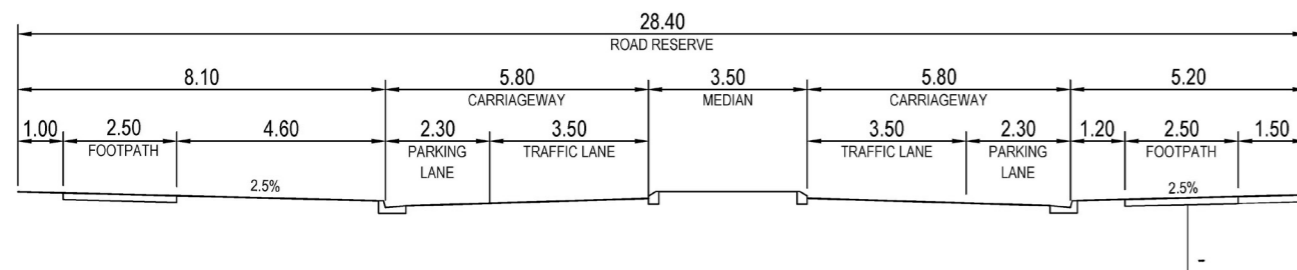 28.40
ROAD RESERVE
8.10
5.80
3.50
5.80
5.20
CARRIAGEWAY
MEDIAN
CARRIAGEWAY
1.00
2.50
4.60
2.30
3.50
3.50
2.30
1.20
2.50
1.50
FOOTPATH
PARKING
LANE
TRAFFIC LANE
TRAFFIC LANE
PARKING
LANE
FOOTPATH
2.5%
2.5%
-